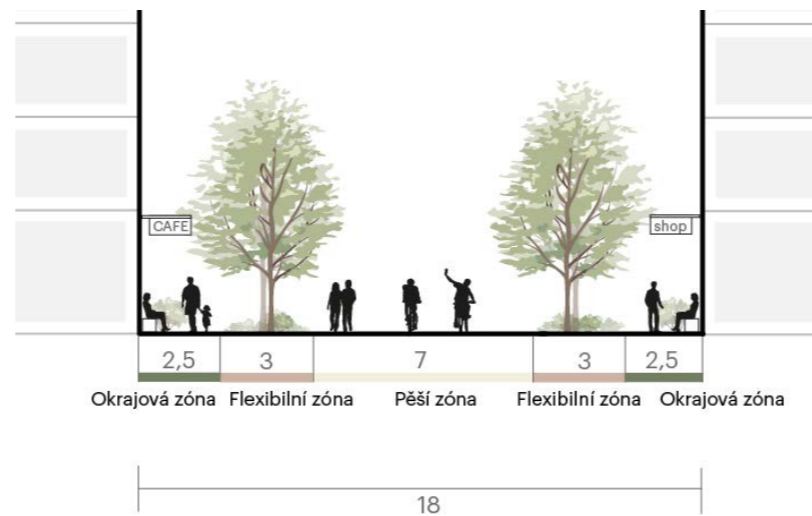 CAFE
shop
2,5 3 7 3 2,5
Okrajová zóna Flexibilní zóna Pěší zóna Flexibilní zóna Okrajová zóna
18